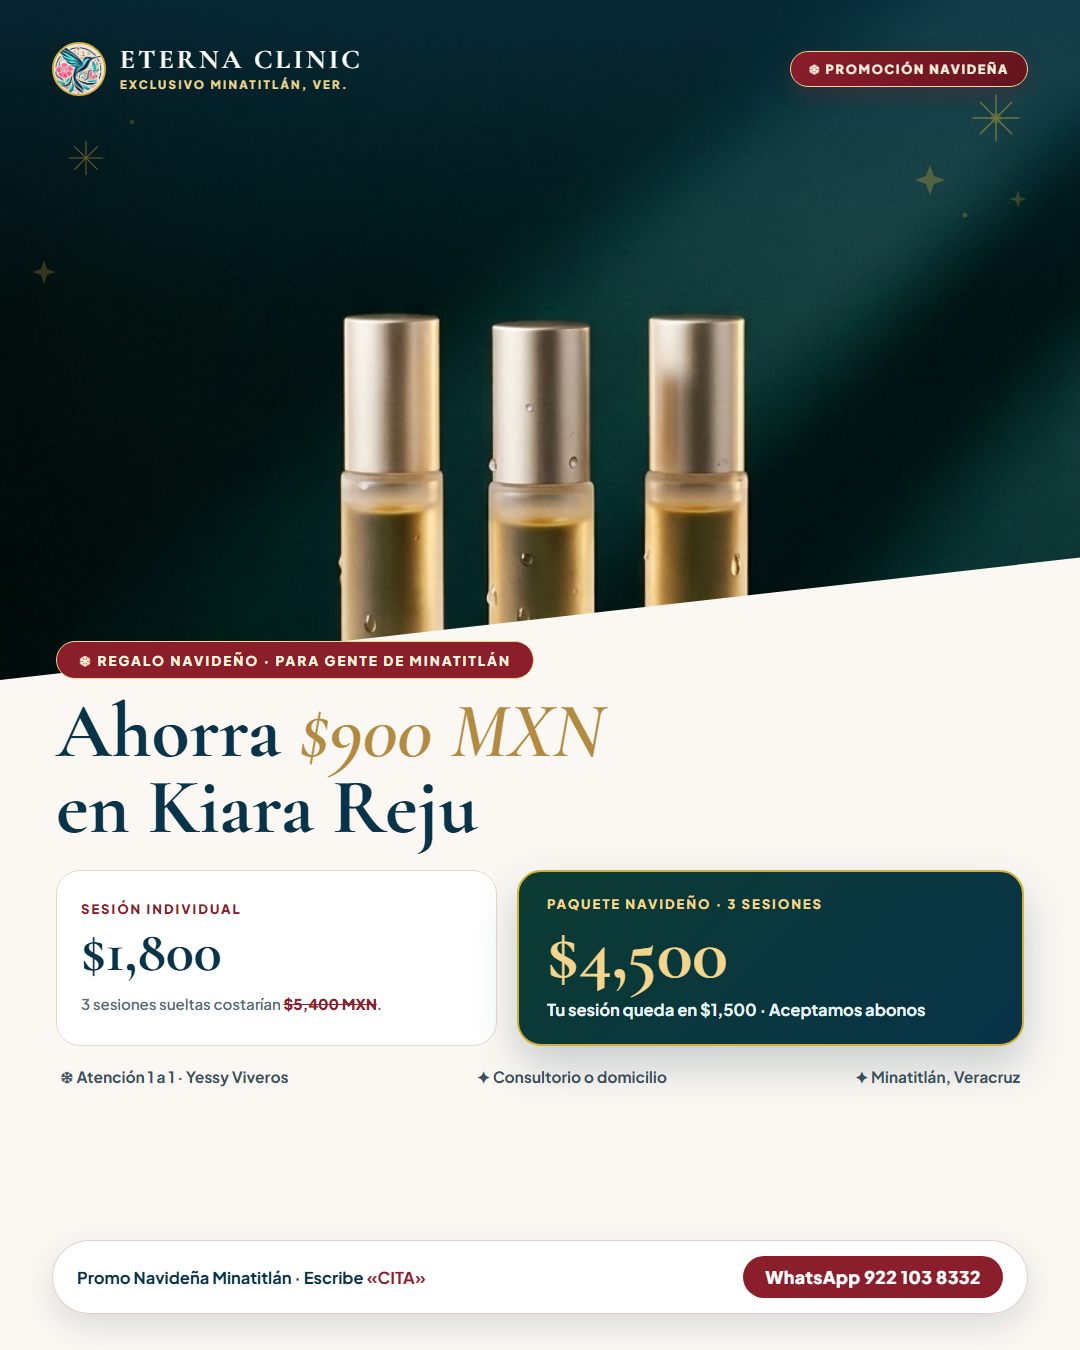 ETERNA CLINIC
EXCLUSIVO MINATITLÁN, VER.
❄ PROMOCIÓN NAVIDEÑA
❄ REGALO NAVIDEÑO · PARA GENTE DE MINATITLÁN
Ahorra $900 MXN
en Kiara Reju
SESIÓN INDIVIDUAL
$1,800
3 sesiones sueltas costarían $5,400 MXN.
PAQUETE NAVIDEÑO · 3 SESIONES
$4,500
Tu sesión queda en $1,500 · Aceptamos abonos
❄ Atención 1 a 1 · Yessy Viveros
✦ Consultorio o domicilio
✦ Minatitlán, Veracruz
Promo Navideña Minatitlán · Escribe «CITA»
WhatsApp 922 103 8332